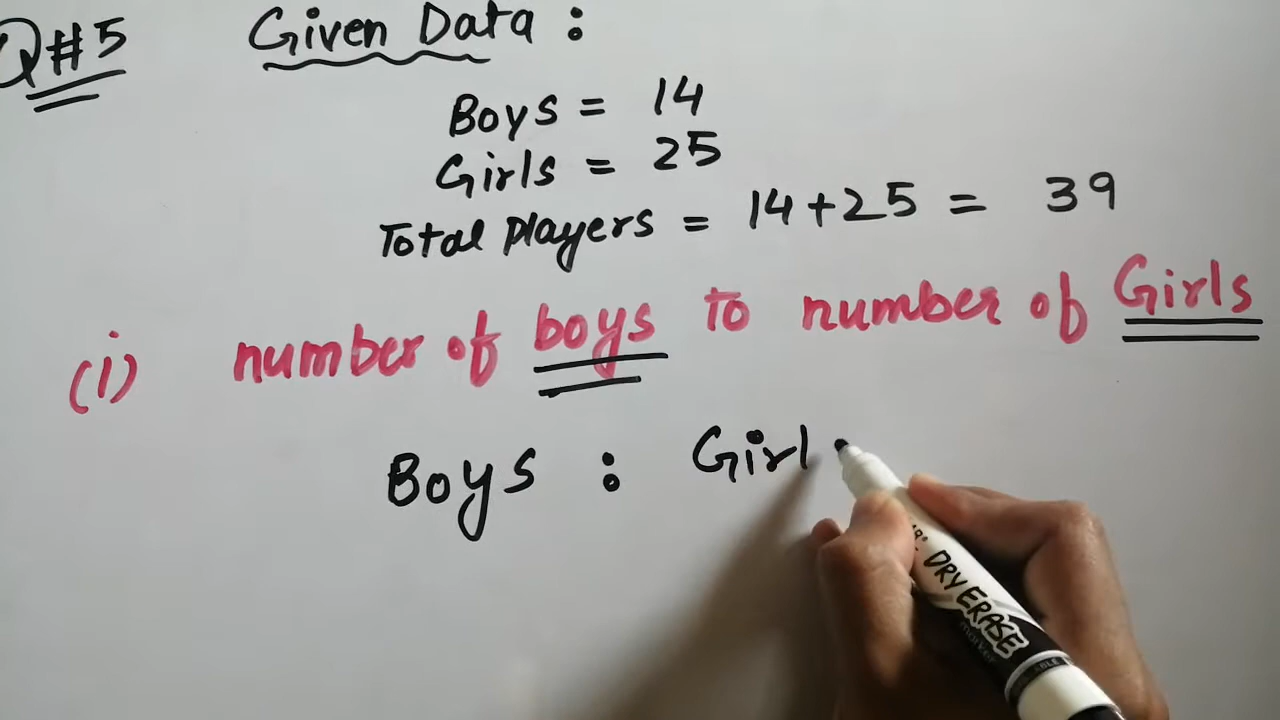 Q#5 Given Data :
Boys = 14
Girls = 25
Total Players = 14+25 = 39
(i) number of boys to number of Girls
Boys : Girl
DRY ERASE